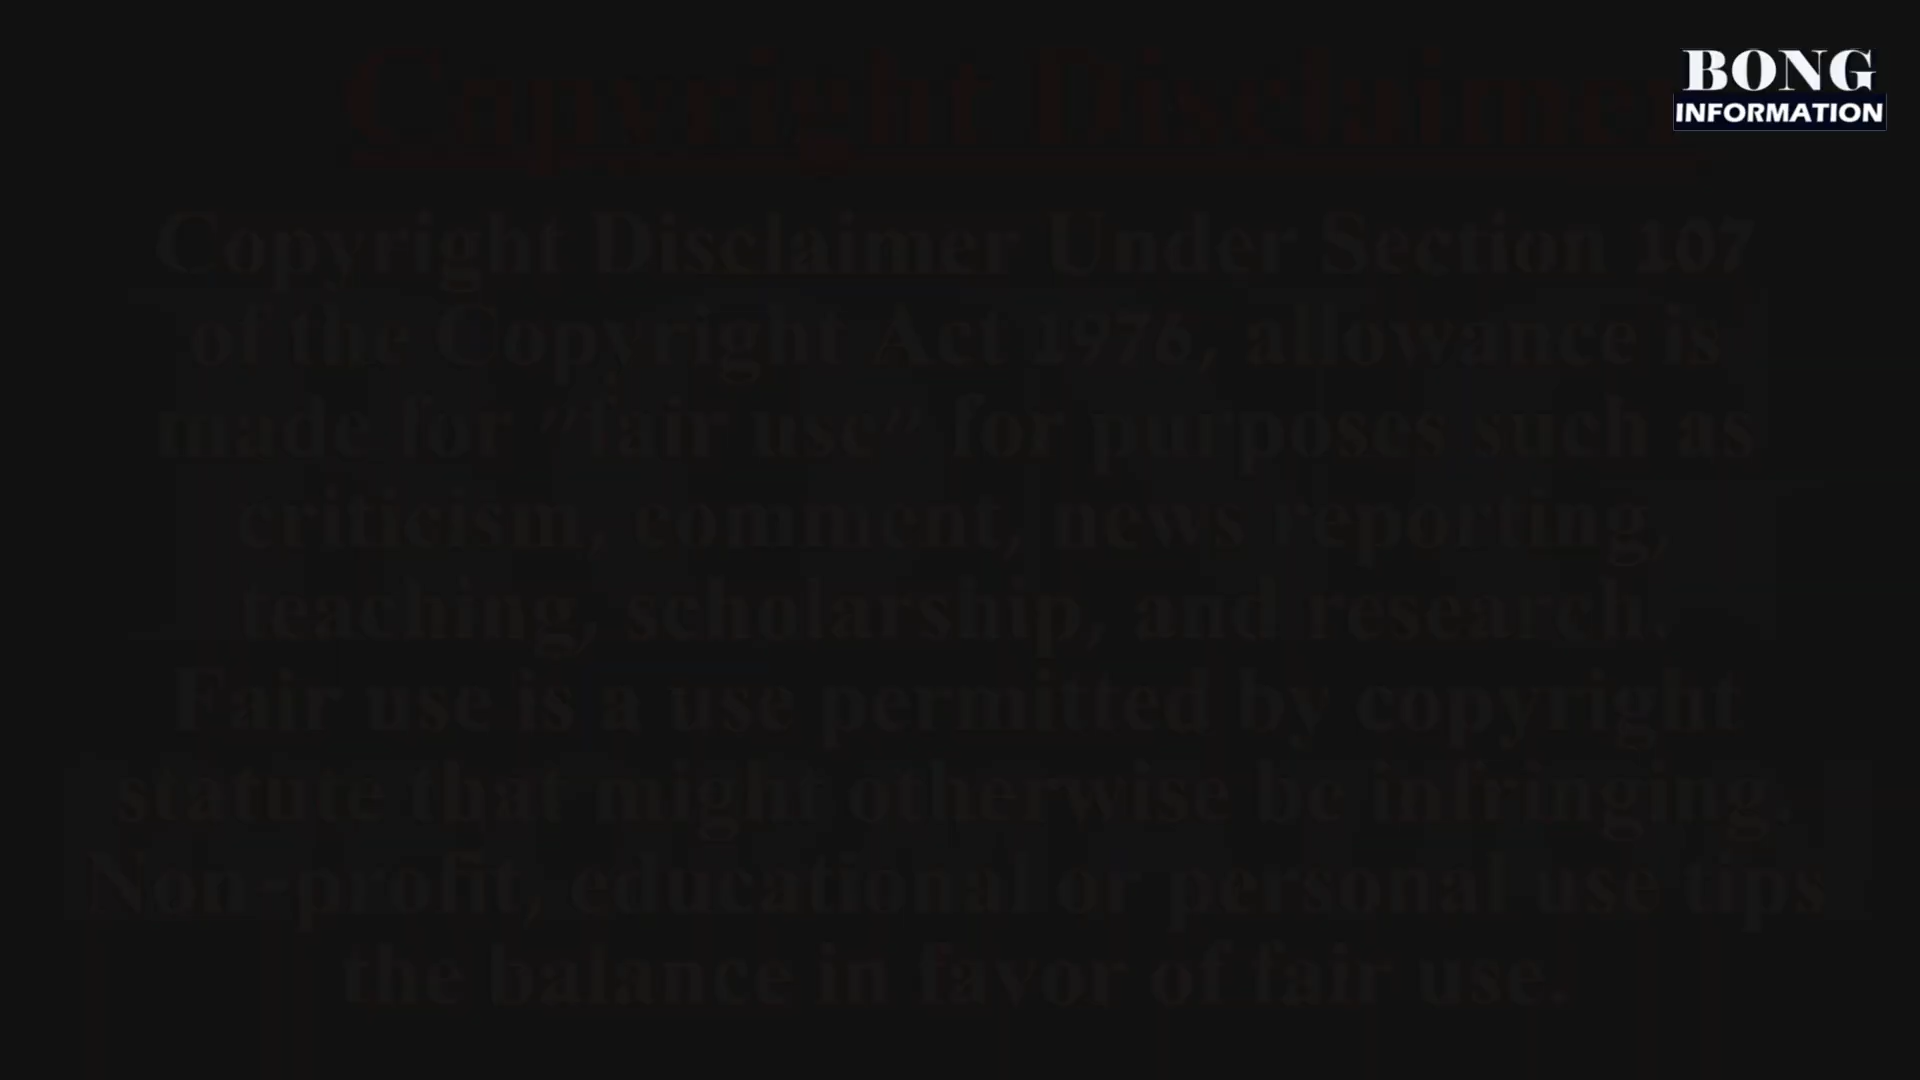 BONG
INFORMATION
Copyright Disclaimer
Copyright Disclaimer Under Section 107
of the Copyright Act 1976, allowance is
made for "fair use" for purposes such as
criticism, comment, news reporting,
teaching, scholarship, and research.
Fair use is a use permitted by copyright
statute that might otherwise be infringing.
Non-profit, educational or personal use tips
the balance in favor of fair use.